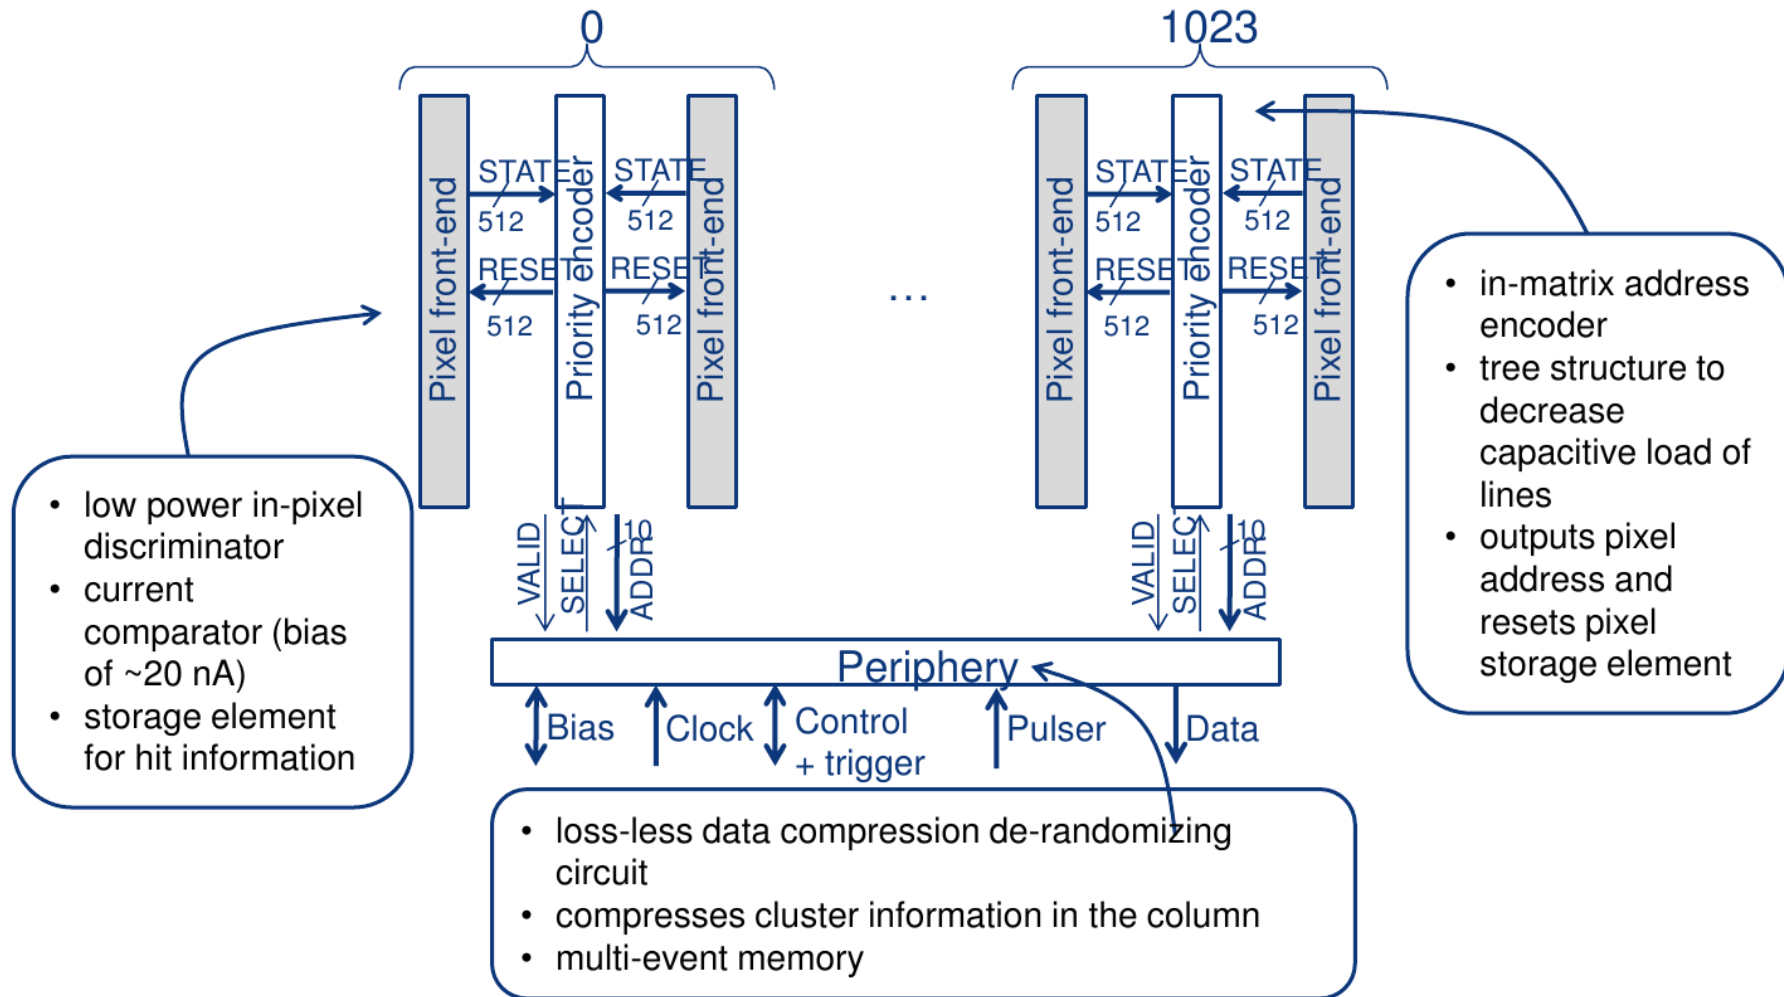 0
1023
Pixel front-end
STATE
512
RESET
512
Priority encoder
STATE
512
RESET
512
Pixel front-end
...
Pixel front-end
STATE
512
RESET
512
Priority encoder
STATE
512
RESET
512
Pixel front-end
VALID
SELECT
10
ADDR
VALID
SELECT
10
ADDR
Periphery
Bias
Clock
Control
+ trigger
Pulser
Data
• low power in-pixel
discriminator
• current
comparator (bias
of ~20 nA)
• storage element
for hit information
• in-matrix address
encoder
• tree structure to
decrease
capacitive load of
lines
• outputs pixel
address and
resets pixel
storage element
• loss-less data compression de-randomizing
circuit
• compresses cluster information in the column
• multi-event memory